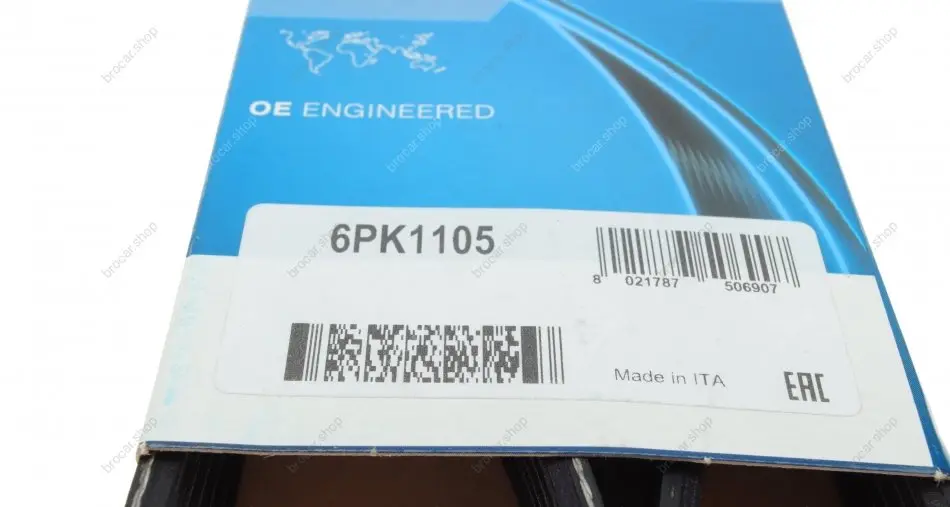 OE ENGINEERED
6PK1105
8 021787 506907
Made in ITA
EAC
brocar.shop